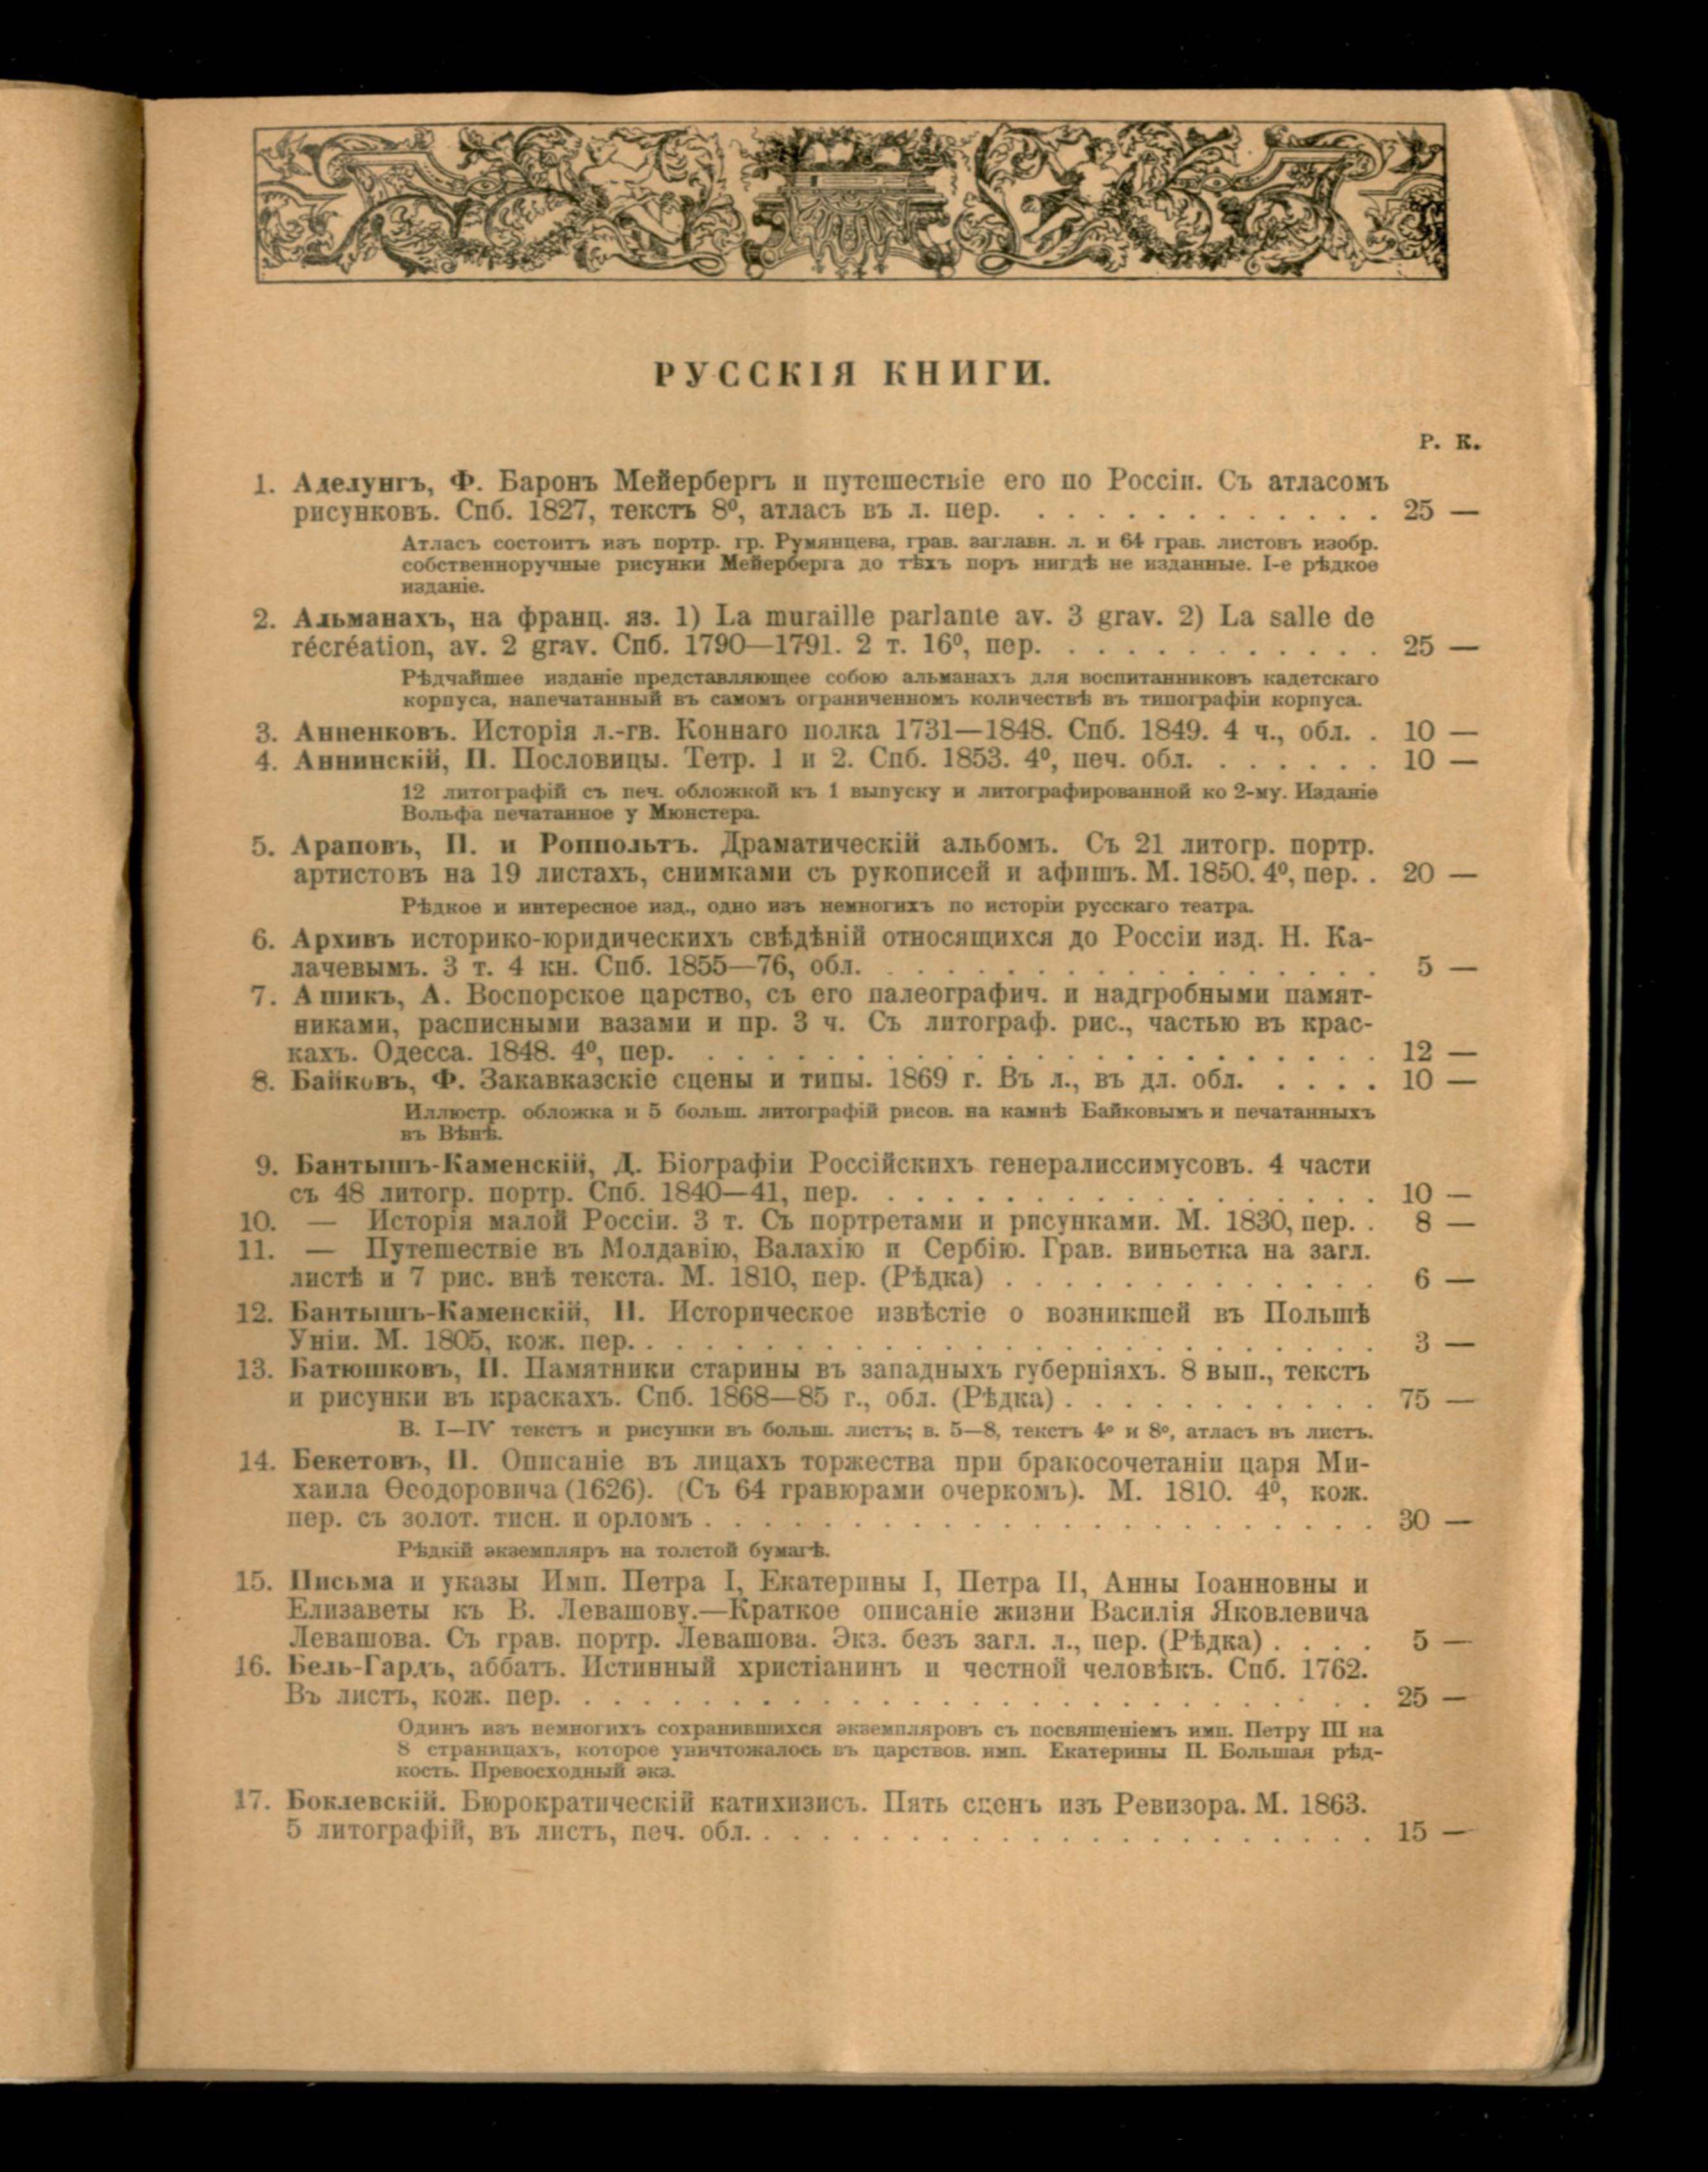 РУССКІЯ КНИГИ.
Р. К.
1. Аделунгъ, Ф. Баронъ Мейербергъ и путешествіе его по Россіи. Съ атласомъ
рисунковъ. Спб. 1827, текстъ 8º, атласъ въ л. пер. . . . . . . . . . . . . . 25 —
Атласъ состоитъ изъ портр. гр. Румянцева, грав. заглавн. л. и 64 грав. листовъ изобр.
собственноручные рисунки Мейерберга до тѣхъ поръ нигдѣ не изданные. I-е рѣдкое
изданіе.
2. Альманахъ, на франц. яз. 1) La muraille parlante av. 3 grav. 2) La salle de
récréation, av. 2 grav. Спб. 1790—1791. 2 т. 16º, пер. . . . . . . . . . . . 25 —
Рѣдчайшее изданіе представляющее собою альманахъ для воспитанниковъ кадетскаго
корпуса, напечатанный въ самомъ ограниченномъ количествѣ въ типографіи корпуса.
3. Анненковъ. Исторія л.-гв. Коннаго полка 1731—1848. Спб. 1849. 4 ч., обл. . 10 —
4. Аннинскій, П. Пословицы. Тетр. 1 и 2. Спб. 1853. 4º, печ. обл. . . . . . . 10 —
12 литографій съ печ. обложкой къ 1 выпуску и литографированной ко 2-му. Изданіе
Вольфа печатанное у Мюнстера.
5. Араповъ, П. и Роппольтъ. Драматическій альбомъ. Съ 21 литогр. портр.
артистовъ на 19 листахъ, снимками съ рукописей и афишъ. М. 1850. 4º, пер. . 20 —
Рѣдкое и интересное изд., одно изъ немногихъ по исторіи русскаго театра.
6. Архивъ историко-юридическихъ свѣдѣній относящихся до Россіи изд. Н. Ка-
лачевымъ. 3 т. 4 кн. Спб. 1855—76, обл. . . . . . . . . . . . . . . . . . 5 —
7. Ашикъ, А. Воспорское царство, съ его палеографич. и надгробными памят-
никами, расписными вазами и пр. 3 ч. Съ литограф. рис., частью въ крас-
кахъ. Одесса. 1848. 4º, пер. . . . . . . . . . . . . . . . . . . . . . . . 12 —
8. Байковъ, Ф. Закавказскіе сцены и типы. 1869 г. Въ л., въ дл. обл. . . . . . 10 —
Иллюстр. обложка и 5 больш. литографій рисов. на камнѣ Байковымъ и печатанныхъ
въ Вѣнѣ.
9. Бантышъ-Каменскій, Д. Біографіи Россійскихъ генералиссимусовъ. 4 части
съ 48 литогр. портр. Спб. 1840—41, пер. . . . . . . . . . . . . . . . . . 10 —
10. — Исторія малой Россіи. 3 т. Съ портретами и рисунками. М. 1830, пер. . 8 —
11. — Путешествіе въ Молдавію, Валахію и Сербію. Грав. виньетка на загл.
листѣ и 7 рис. внѣ текста. М. 1810, пер. (Рѣдка) . . . . . . . . . . . . . 6 —
12. Бантышъ-Каменскій, Н. Историческое извѣстіе о возникшей въ Польшѣ
Уніи. М. 1805, кож. пер. . . . . . . . . . . . . . . . . . . . . . . . . . 3 —
13. Батюшковъ, П. Памятники старины въ западныхъ губерніяхъ. 8 вып., текстъ
и рисунки въ краскахъ. Спб. 1868—85 г., обл. (Рѣдка) . . . . . . . . . . . 75 —
В. I—IV текстъ и рисунки въ больш. листъ; в. 5—8, текстъ 4º и 8º, атласъ въ листъ.
14. Бекетовъ, П. Описаніе въ лицахъ торжества при бракосочетаніи царя Ми-
хаила Ѳеодоровича (1626). (Съ 64 гравюрами очеркомъ). М. 1810. 4º, кож.
пер. съ золот. тисн. и орломъ . . . . . . . . . . . . . . . . . . . . . . . 30 —
Рѣдкій экземпляръ на толстой бумагѣ.
15. Письма и указы Имп. Петра I, Екатерины I, Петра II, Анны Іоанновны и
Елизаветы къ В. Левашову.—Краткое описаніе жизни Василія Яковлевича
Левашова. Съ грав. портр. Левашова. Экз. безъ загл. л., пер. (Рѣдка) . . . . 5 —
16. Бель-Гардъ, аббатъ. Истинный христіанинъ и честной человѣкъ. Спб. 1762.
Въ листъ, кож. пер. . . . . . . . . . . . . . . . . . . . . . . . . . . . 25 —
Одинъ изъ немногихъ сохранившихся экземпляровъ съ посвященіемъ имп. Петру III на
8 страницахъ, которое уничтожалось въ царствов. имп. Екатерины II. Большая рѣд-
кость. Превосходный экз.
17. Боклевскій. Бюрократическій катихизисъ. Пять сценъ изъ Ревизора. М. 1863.
5 литографій, въ листъ, печ. обл. . . . . . . . . . . . . . . . . . . . . . 15 —